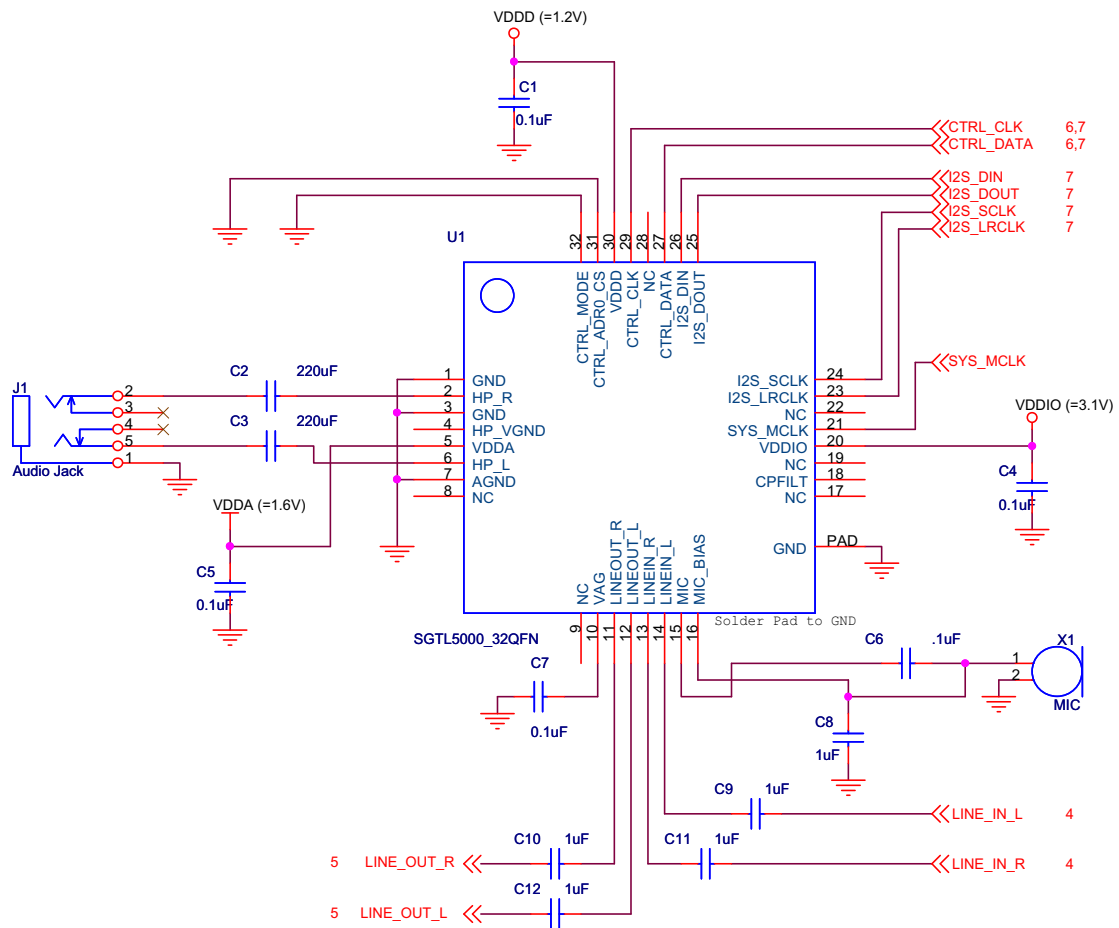 VDDD (=1.2V)
C1
0.1uF
CTRL_CLK 6,7
CTRL_DATA 6,7
I2S_DIN 7
I2S_DOUT 7
I2S_SCLK 7
I2S_LRCLK 7
U1
32 31 30 29 28 27 26 25
CTRL_MODE
CTRL_ADR0_CS
VDDD
CTRL_CLK
NC
CTRL_DATA
I2S_DIN
I2S_DOUT
SYS_MCLK
J1
2
3
4
5
1
Audio Jack
C2 220uF
C3 220uF
1 GND
2 HP_R
3 GND
4 HP_VGND
5 VDDA
6 HP_L
7 AGND
8 NC
I2S_SCLK 24
I2S_LRCLK 23
NC 22
SYS_MCLK 21
VDDIO 20
NC 19
CPFILT 18
NC 17
GND PAD
VDDIO (=3.1V)
C4
0.1uF
VDDA (=1.6V)
C5
0.1uF
NC
VAG
LINEOUT_R
LINEOUT_L
LINEIN_R
LINEIN_L
MIC
MIC_BIAS
9 10 11 12 13 14 15 16
SGTL5000_32QFN
Solder Pad to GND
C6 .1uF
X1
1
2
MIC
C7
0.1uF
C8
1uF
C9 1uF
LINE_IN_L 4
C10 1uF
5 LINE_OUT_R
C11 1uF
LINE_IN_R 4
C12 1uF
5 LINE_OUT_L